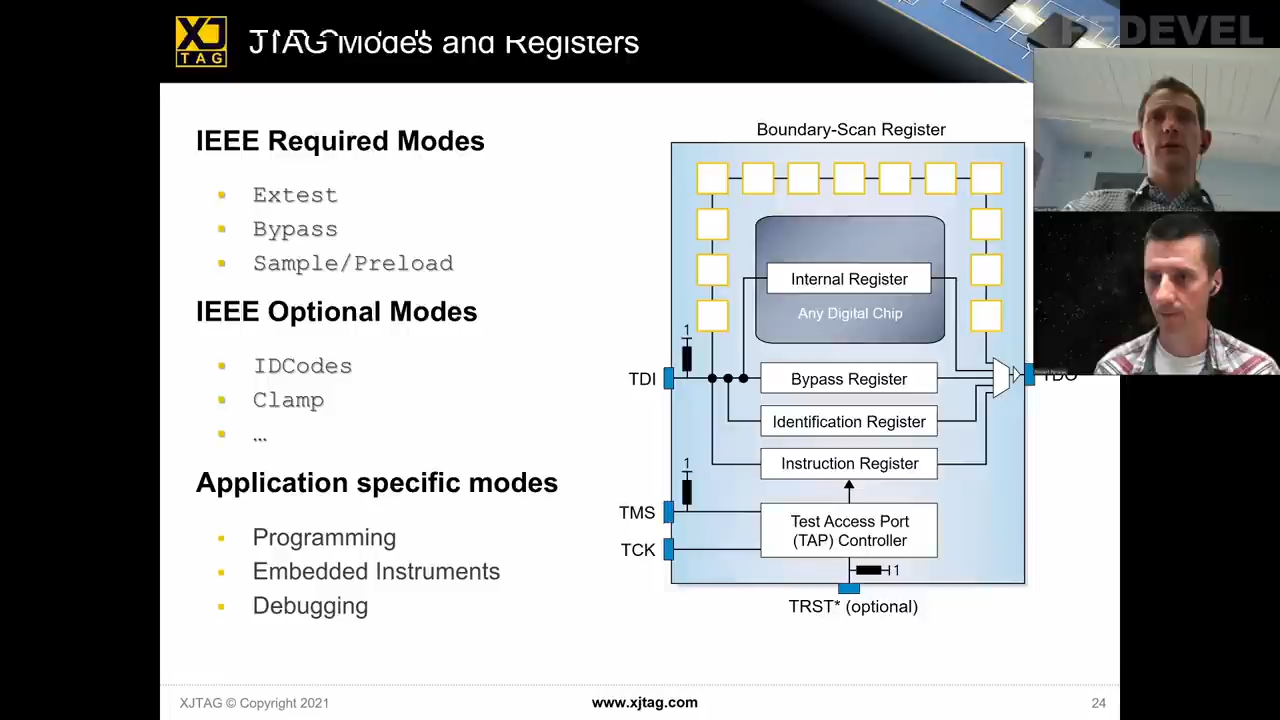 XJ
TAG
JTAG Modes and Registers
FEDEVEL
IEEE Required Modes
Extest
Bypass
Sample/Preload
IEEE Optional Modes
IDCodes
Clamp
...
Application specific modes
Programming
Embedded Instruments
Debugging
Boundary-Scan Register
Internal Register
Any Digital Chip
1
TDI
Bypass Register
TDO
Identification Register
Instruction Register
1
TMS
Test Access Port
(TAP) Controller
TCK
1
TRST* (optional)
XJTAG © Copyright 2021
www.xjtag.com
24